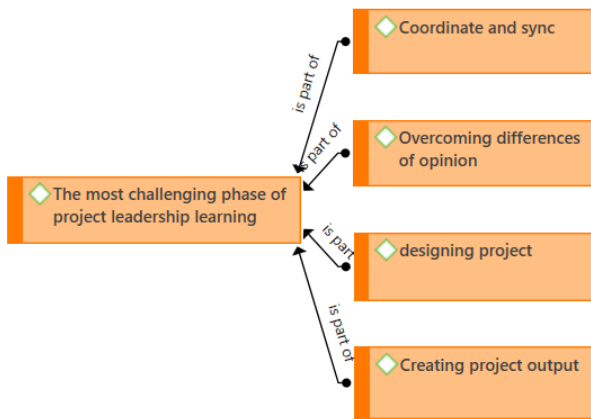 Coordinate and sync
is part of
Overcoming differences
of opinion
is part of
The most challenging phase of
project leadership learning
is part
designing project
is part of
Creating project output